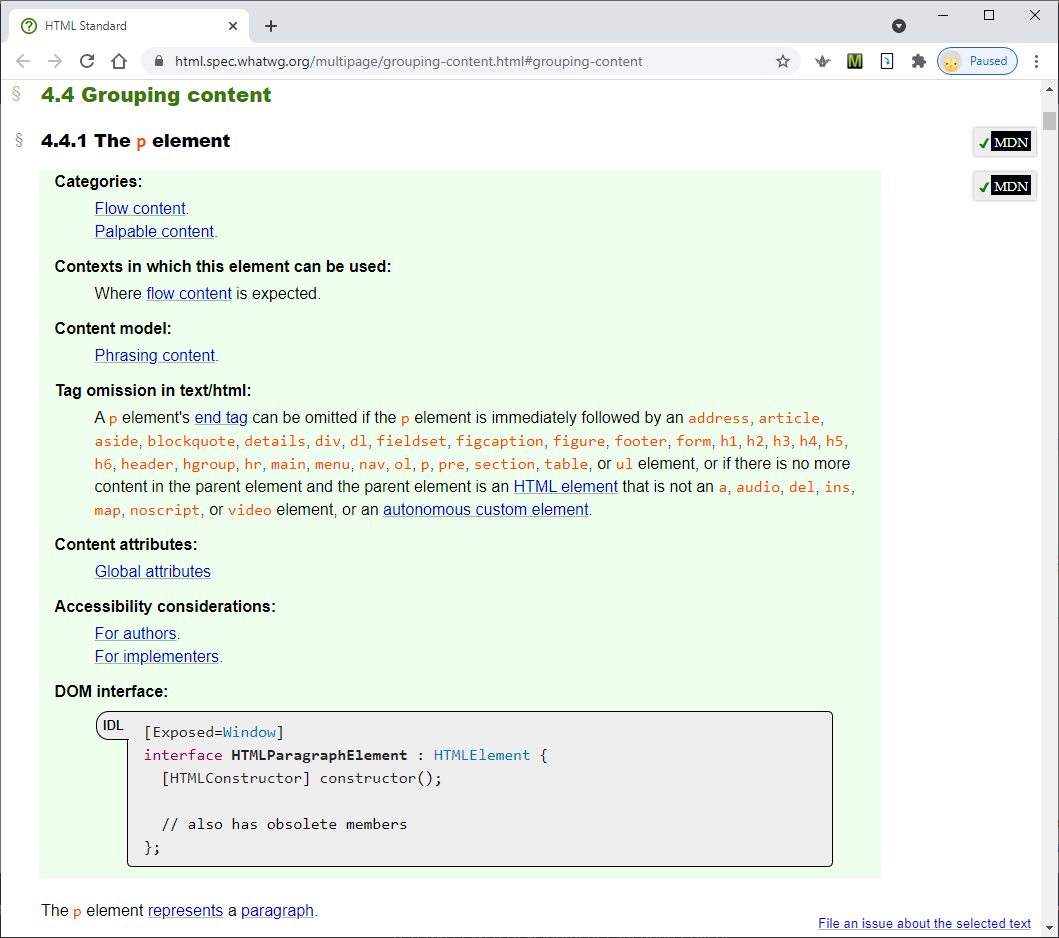 HTML Standard
html.spec.whatwg.org/multipage/grouping-content.html#grouping-content
M
Paused
§ 4.4 Grouping content
§ 4.4.1 The p element
✓MDN
✓MDN
Categories:
Flow content.
Palpable content.
Contexts in which this element can be used:
Where flow content is expected.
Content model:
Phrasing content.
Tag omission in text/html:
A p element's end tag can be omitted if the p element is immediately followed by an address, article,
aside, blockquote, details, div, dl, fieldset, figcaption, figure, footer, form, h1, h2, h3, h4, h5,
h6, header, hgroup, hr, main, menu, nav, ol, p, pre, section, table, or ul element, or if there is no more
content in the parent element and the parent element is an HTML element that is not an a, audio, del, ins,
map, noscript, or video element, or an autonomous custom element.
Content attributes:
Global attributes
Accessibility considerations:
For authors.
For implementers.
DOM interface:
IDL
[Exposed=Window]
interface HTMLParagraphElement : HTMLElement {
[HTMLConstructor] constructor();
// also has obsolete members
};
The p element represents a paragraph.
File an issue about the selected text